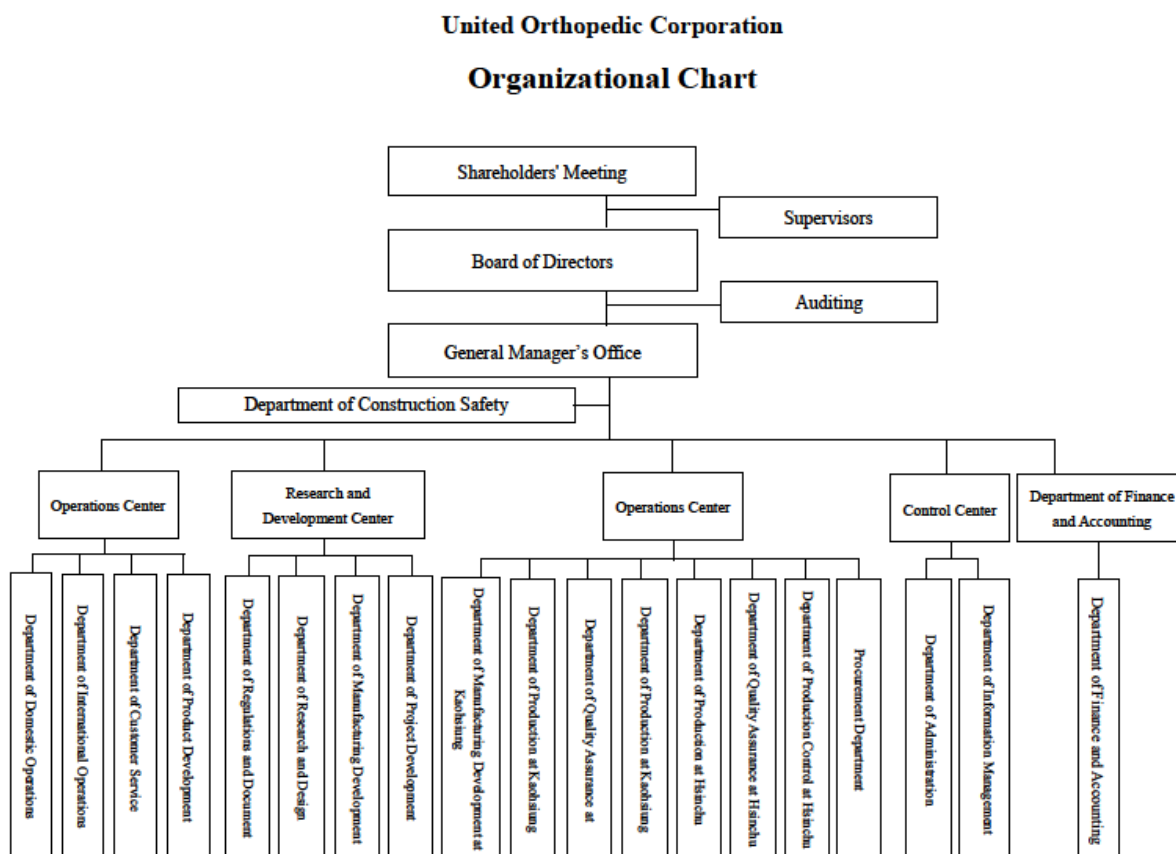 United Orthopedic Corporation
Organizational Chart
Shareholders' Meeting
Supervisors
Board of Directors
Auditing
General Manager’s Office
Department of Construction Safety
Operations Center
Research and
Development Center
Operations Center
Control Center
Department of Finance
and Accounting
Department of Domestic Operations
Department of International Operations
Department of Customer Service
Department of Product Development
Department of Regulations and Document
Department of Research and Design
Department of Manufacturing Development
Department of Project Development
Department of Manufacturing Development at
Kaohsiung
Department of Production at Kaohsiung
Department of Quality Assurance at
Department of Production at Kaohsiung
Department of Production at Hsinchu
Department of Quality Assurance at Hsinchu
Department of Production Control at Hsinchu
Procurement Department
Department of Administration
Department of Information Management
Department of Finance and Accounting